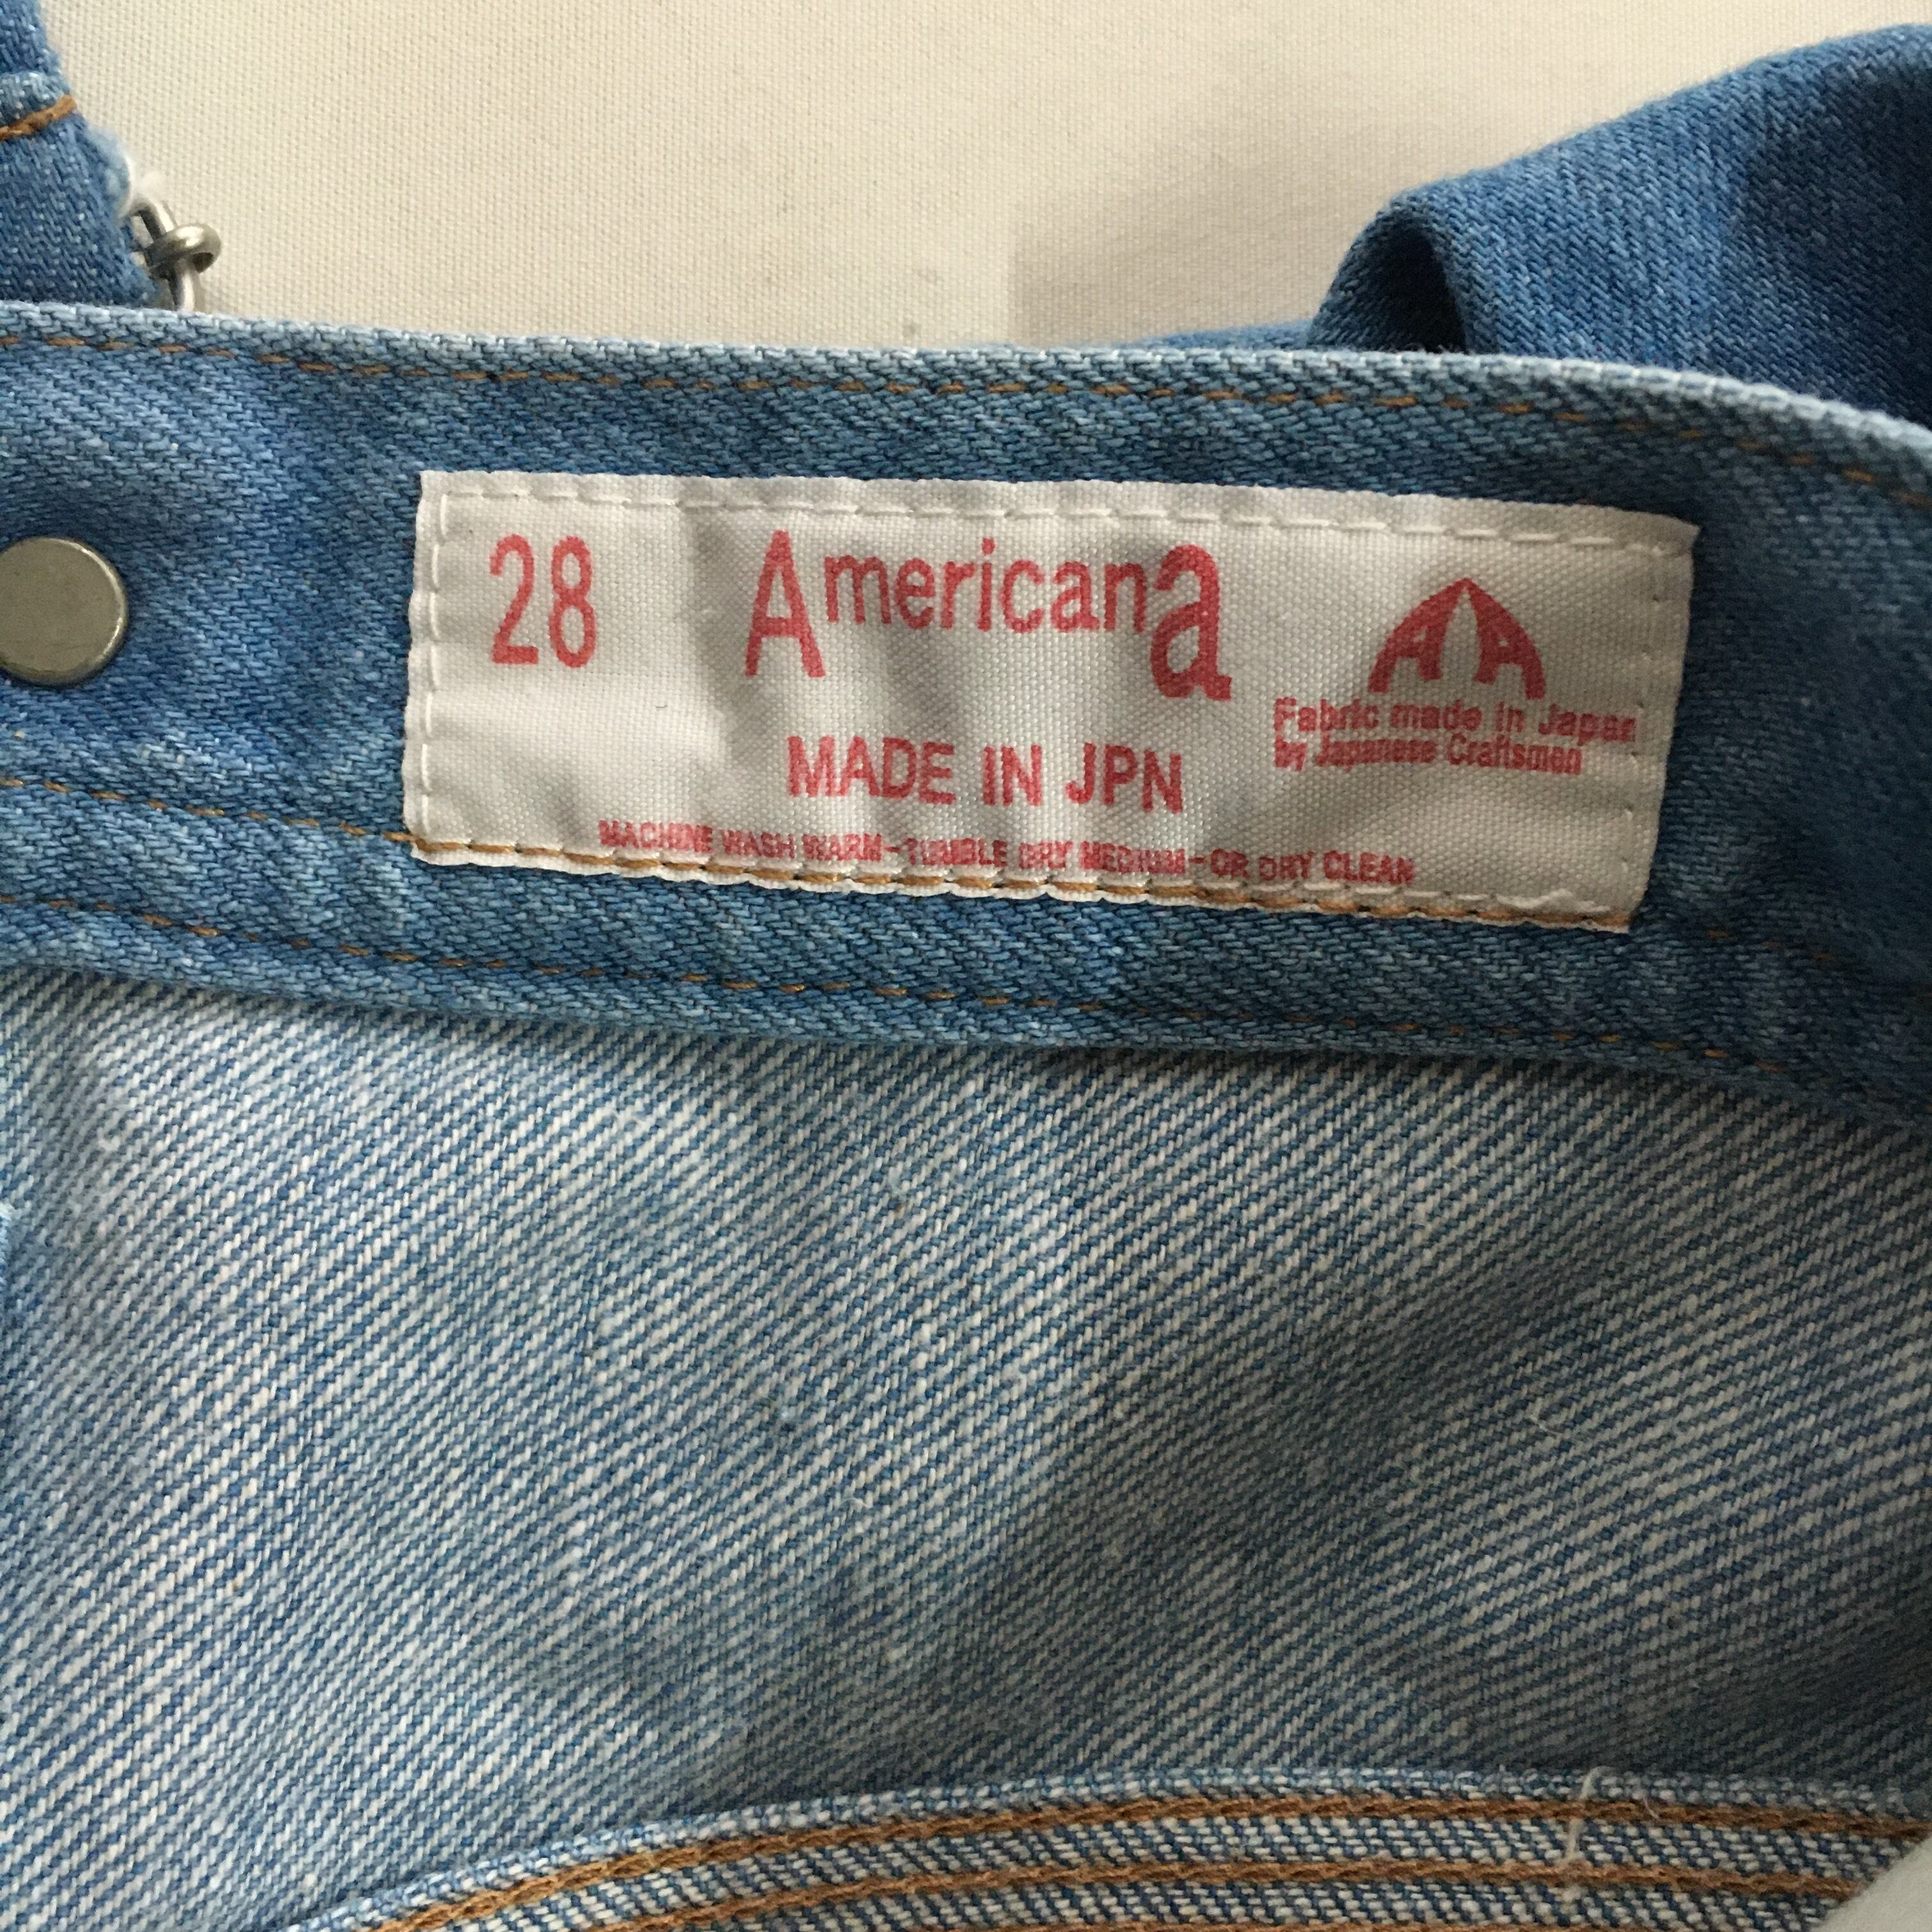 28
AmericanA
AA
Fabric made in Japan
by Japanese Craftsmen
MADE IN JPN
MACHINE WASH WARM-TUMBLE DRY MEDIUM-OR DRY CLEAN